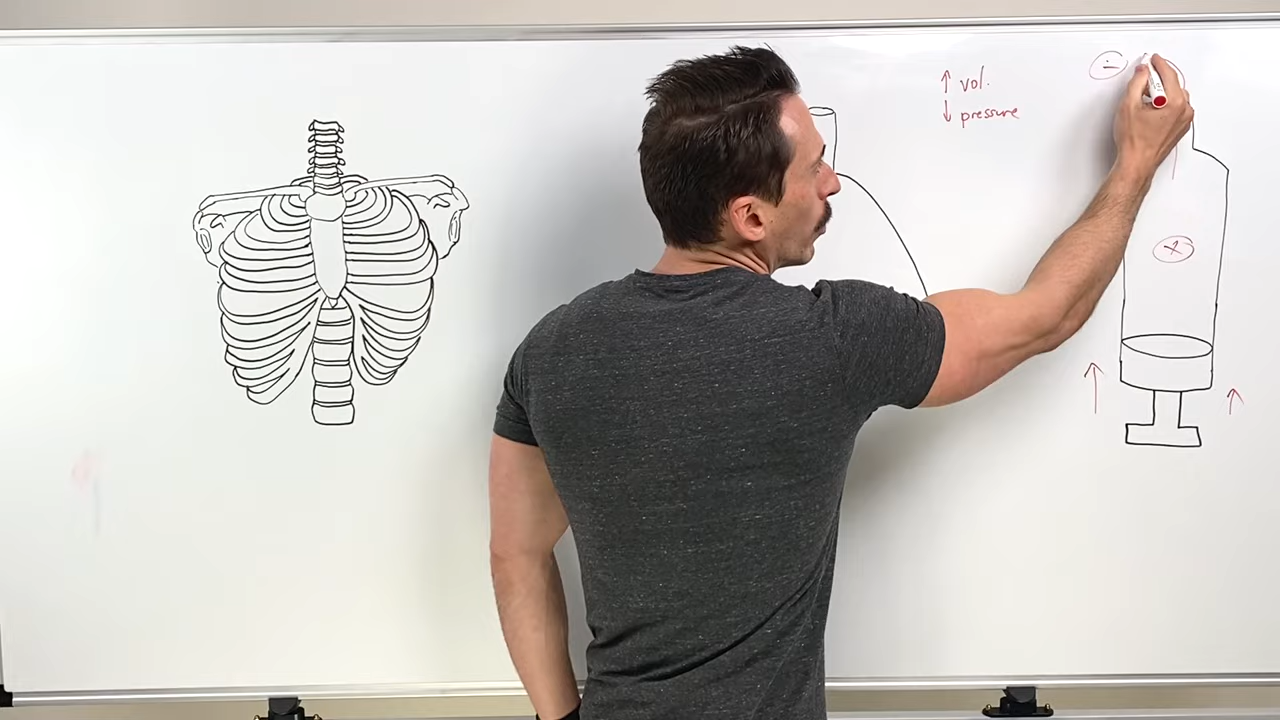 ↑ vol.
↓ pressure
−
+